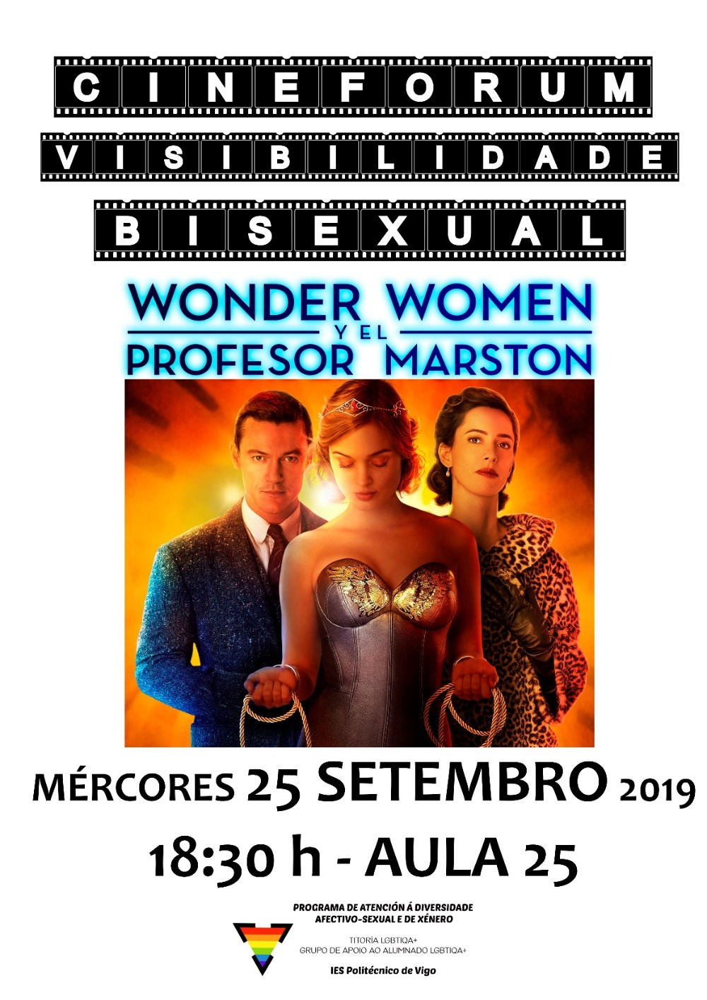 CINEFORUM
VISIBILIDADE
BISEXUAL
WONDER WOMEN
Y EL
PROFESOR MARSTON
MÉRCORES 25 SETEMBRO 2019
18:30 h - AULA 25
PROGRAMA DE ATENCIÓN Á DIVERSIDADE
AFECTIVO-SEXUAL E DE XÉNERO
TITORÍA LGBTIQA+
GRUPO DE APOIO AO ALUMNADO LGBTIQA+
IES Politécnico de Vigo